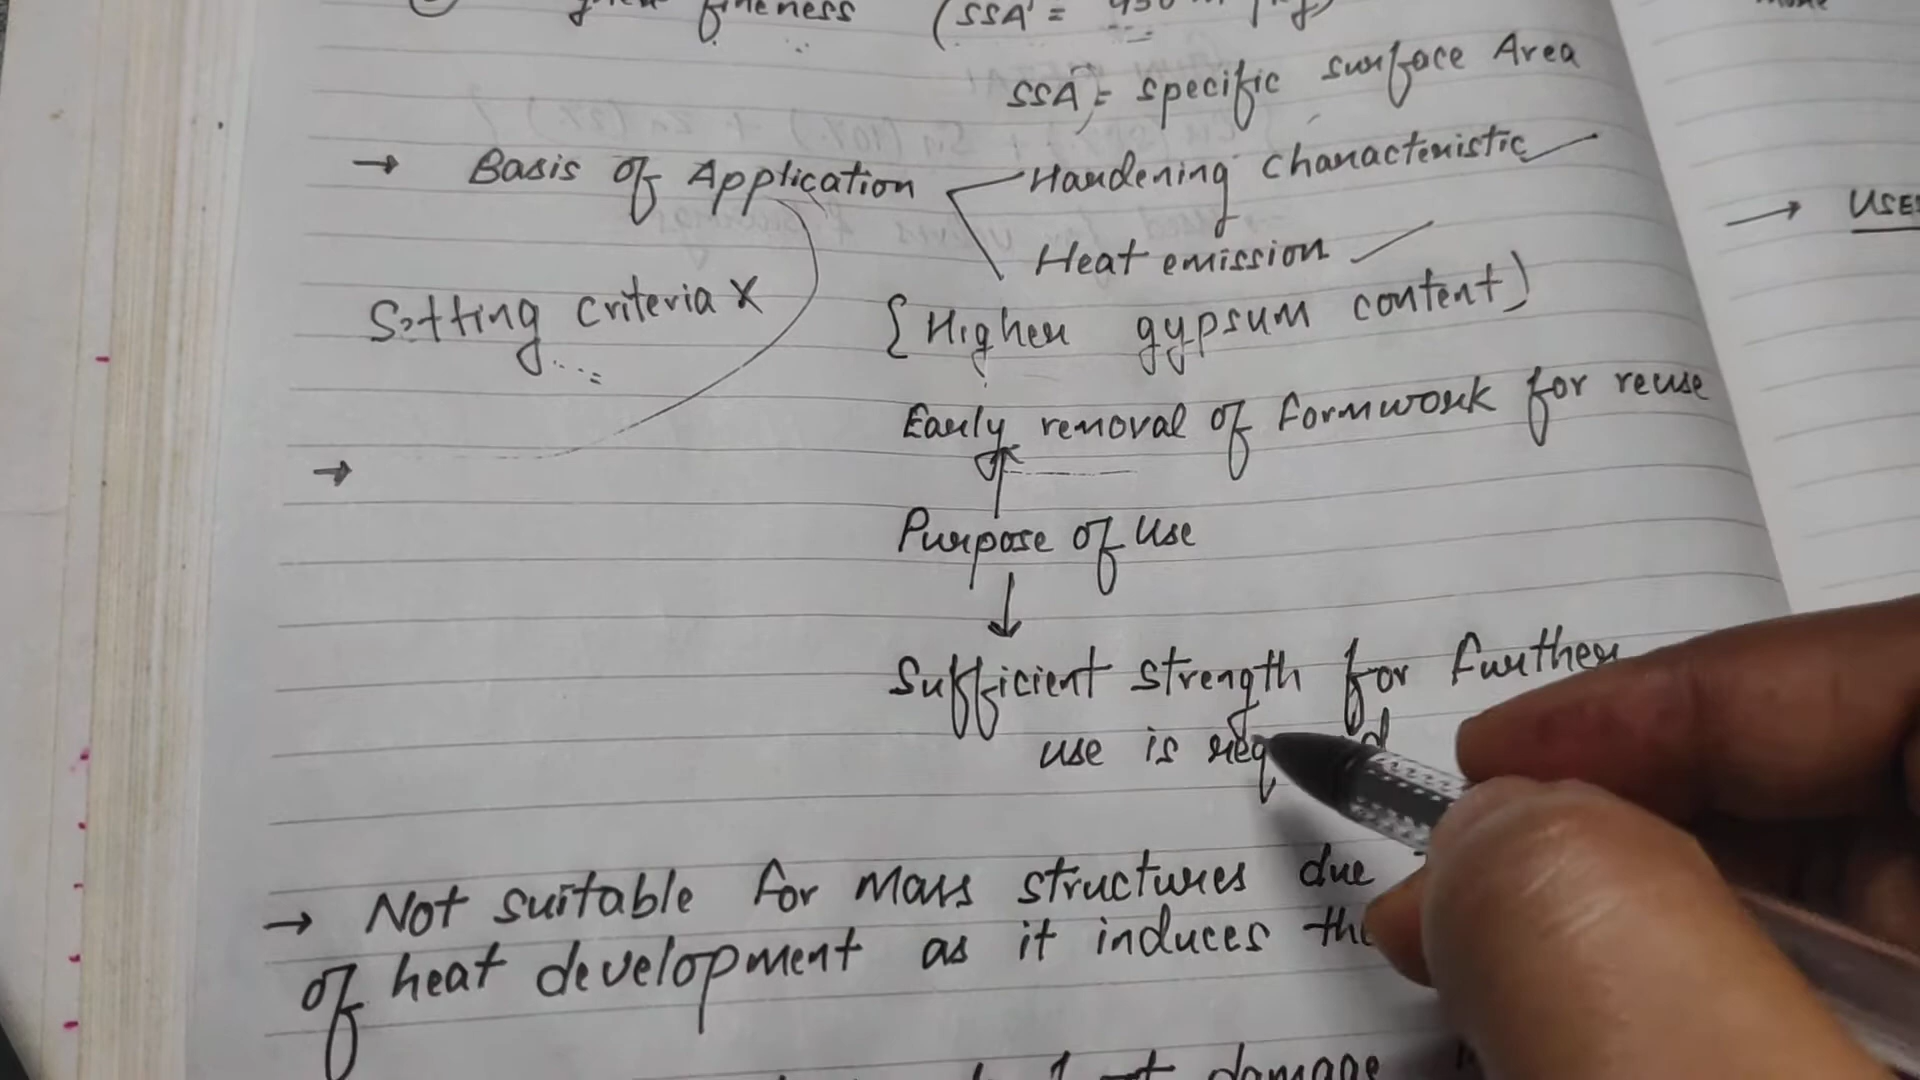 fineness (SSA =
SSA = specific surface Area
→ Basis of Application Hardening characteristic
Heat emission
Setting criteria x {Higher gypsum content}
Early removal of formwork for reuse
→
Purpose of Use
↓
Sufficient strength for further
use is req d
→ USE
→ Not suitable for Mass structures due
of heat development as it induces the
damage